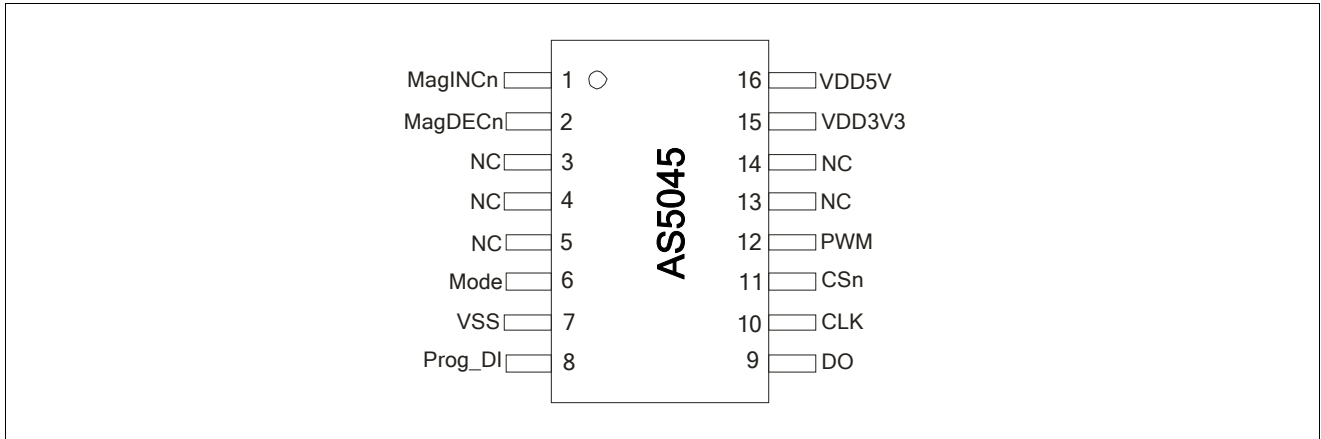 MagINCn 1 16 VDD5V
MagDECn 2 15 VDD3V3
NC 3 14 NC
NC 4 13 NC
NC 5 12 PWM
Mode 6 11 CSn
VSS 7 10 CLK
Prog_DI 8 9 DO
AS5045